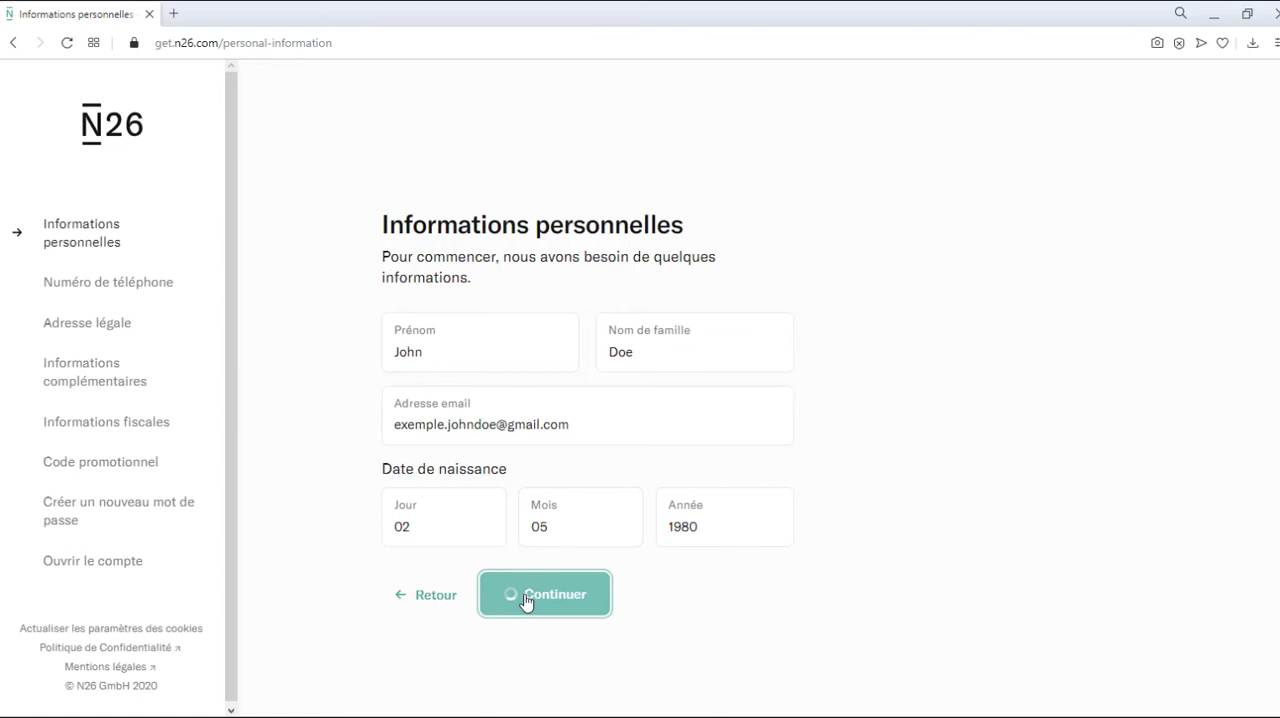 Informations personnelles
get.n26.com/personal-information
N26
Informations
personnelles
Numéro de téléphone
Adresse légale
Informations
complémentaires
Informations fiscales
Code promotionnel
Créer un nouveau mot de
passe
Ouvrir le compte
Actualiser les paramètres des cookies
Politique de Confidentialité
Mentions légales
© N26 GmbH 2020
Informations personnelles
Pour commencer, nous avons besoin de quelques
informations.
Prénom
John
Nom de famille
Doe
Adresse email
exemple.johndoe@gmail.com
Date de naissance
Jour
02
Mois
05
Année
1980
Retour
Continuer